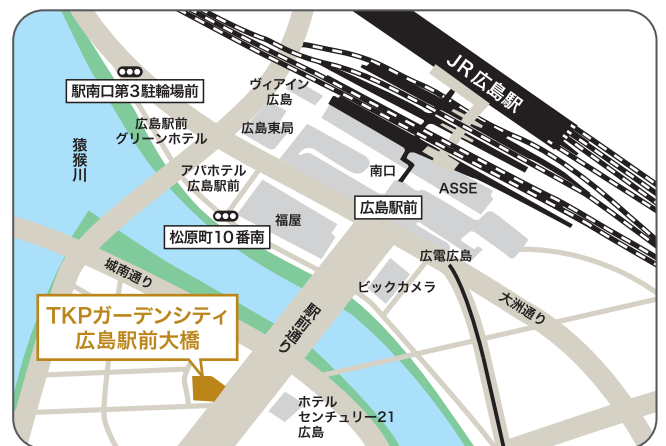 JR広島駅
駅南口第3駐輪場前
ヴィアイン
広島
広島駅前
グリーンホテル
広島東局
猿猴川
アパホテル
広島駅前
南口
ASSE
広島駅前
福屋
松原町10番南
広電広島
城南通り
ビックカメラ
大洲通り
TKPガーデンシティ
広島駅前大橋
駅前通り
ホテル
センチュリー21
広島